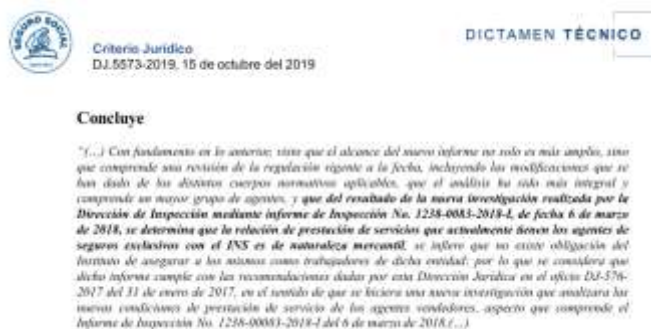 SEGURO SOCIAL
DICTAMEN TÉCNICO
Criterio Jurídico
DJ.5573-2019, 15 de octubre del 2019
Concluye
"(…) Con fundamento en lo anterior, visto que el alcance del nuevo informe no solo es más amplio, sino
que comprende una revisión de la regulación vigente a la fecha, incluyendo las modificaciones que se
han dado de los distintos cuerpos normativos aplicables, que el análisis ha sido más integral y
comprende un mayor grupo de agentes, y que del resultado de la nueva investigación realizada por la
Dirección de Inspección mediante informe de Inspección No. 1238-0083-2018-I, de fecha 6 de marzo
de 2018, se determina que la relación de prestación de servicios que actualmente tienen los agentes de
seguros exclusivos con el INS es de naturaleza mercantil, se infiere que no existe obligación del
Instituto de asegurar a los mismos como trabajadores de dicha entidad; por lo que se considera que
dicho informe cumple con las recomendaciones dadas por esta Dirección Jurídica en el oficio DJ-576-
2017 del 31 de enero de 2017, en el sentido de que se hiciera una nueva investigación que analizara las
nuevas condiciones de prestación de servicio de los agentes vendedores, aspecto que comprende el
Informe de Inspección No. 1238-00083-2018-I del 6 de marzo de 2018.(…)